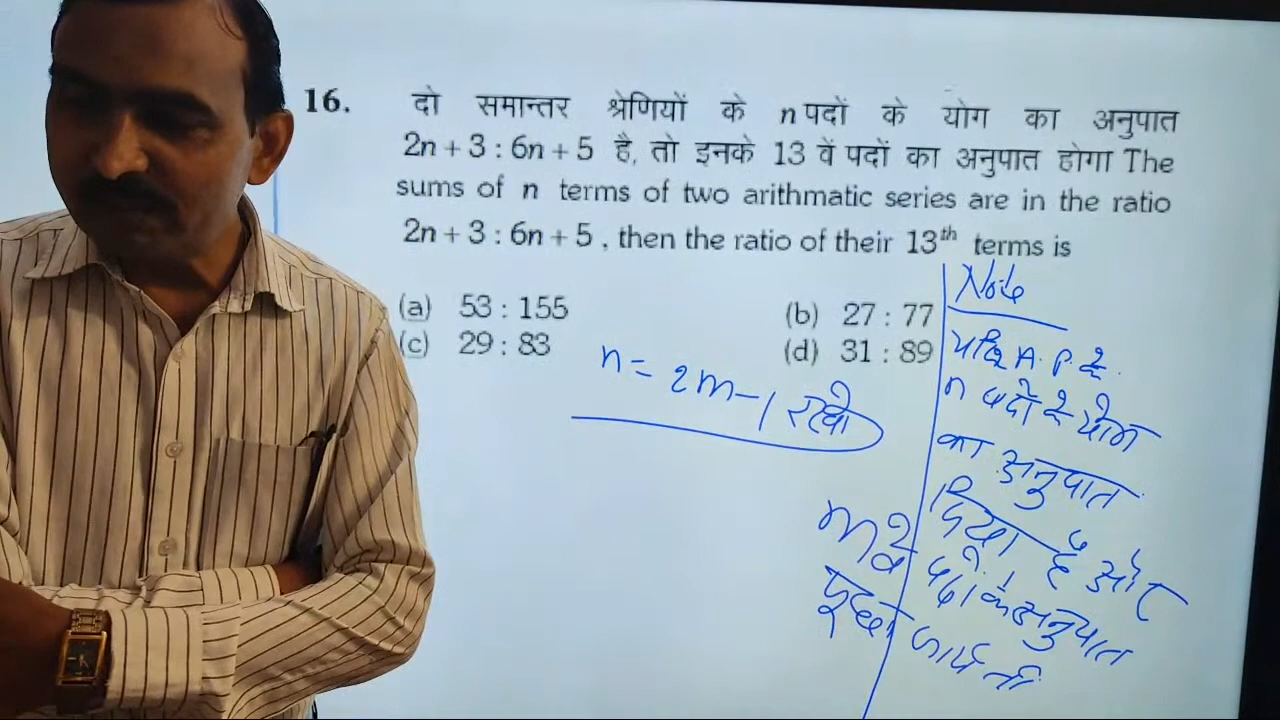 16. दो समान्तर श्रेणियों के n पदों के योग का अनुपात
2n + 3 : 6n + 5 है, तो इनके 13 वें पदों का अनुपात होगा The
sums of n terms of two arithmatic series are in the ratio
2n + 3 : 6n + 5 , then the ratio of their 13th terms is
(a) 53 : 155 (b) 27 : 77
(c) 29 : 83 (d) 31 : 89
n = 2m-1 रखे
Note
यदि A.P के
n पदों के योग
का अनुपात
दिया है और
m वे पदों के अनुपात
पूछा जाये तो